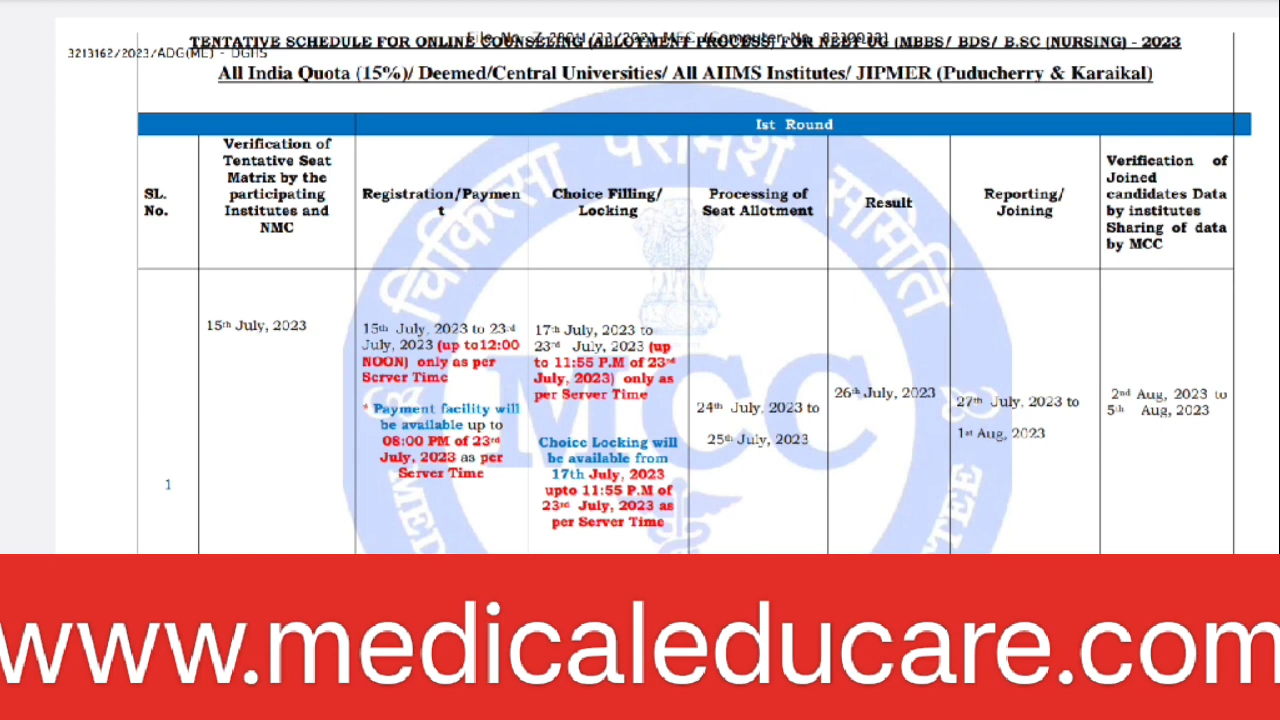 TENTATIVE SCHEDULE FOR ONLINE COUNSELING (ALLOTMENT PROCESS) FOR NEET-UG (MBBS/ BDS/ B.SC (NURSING) - 2023
3213162/2023/ADG(ME) - DGHS
All India Quota (15%)/ Deemed/Central Universities/ All AIIMS Institutes/ JIPMER (Puducherry & Karaikal)
Ist Round
SL.
No.
Verification of
Tentative Seat
Matrix by the
participating
Institutes and
NMC
Registration/Paymen
t
Choice Filling/
Locking
Processing of
Seat Allotment
Result
Reporting/
Joining
Verification of
Joined
candidates Data
by institutes
Sharing of data
by MCC
1
15th July, 2023
15th July, 2023 to 23rd
July, 2023 (up to12:00
NOON) only as per
Server Time
* Payment facility will
be available up to
08:00 PM of 23rd
July, 2023 as per
Server Time
17th July, 2023 to
23rd July, 2023 (up
to 11:55 P.M of 23rd
July, 2023) only as
per Server Time
Choice Locking will
be available from
17th July, 2023
upto 11:55 P.M of
23rd July, 2023 as
per Server Time
24th July, 2023 to
25th July, 2023
26th July, 2023
27th July, 2023 to
1st Aug, 2023
2nd Aug, 2023 to
5th Aug, 2023
चिकित्सा परामर्श समिति
MCC
www.medicaleducare.com